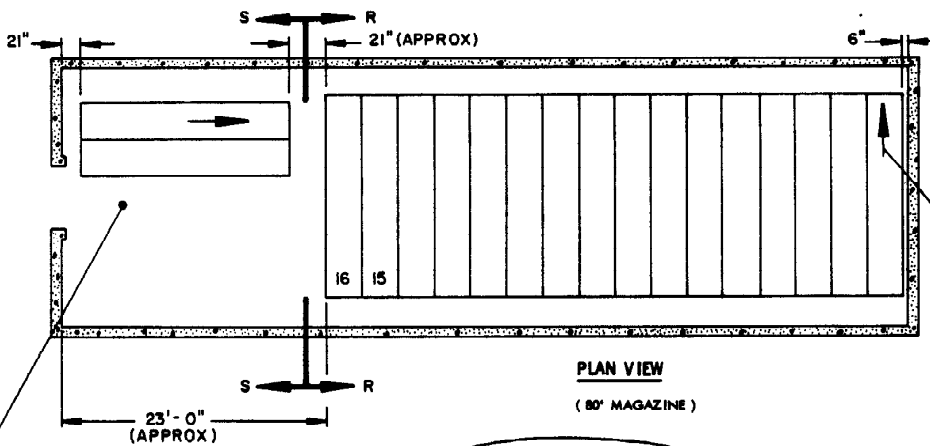 S R
21" 21" (APPROX) 6"
16 15
S R
PLAN VIEW
(80' MAGAZINE)
23'-0"
(APPROX)